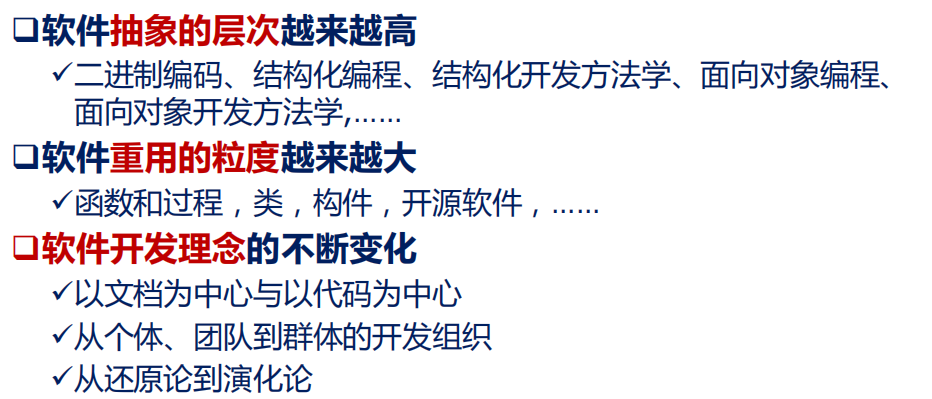 ❑软件抽象的层次越来越高
✓二进制编码、结构化编程、结构化开发方法学、面向对象编程、
面向对象开发方法学,……
❑软件重用的粒度越来越大
✓函数和过程，类，构件，开源软件，……
❑软件开发理念的不断变化
✓以文档为中心与以代码为中心
✓从个体、团队到群体的开发组织
✓从还原论到演化论